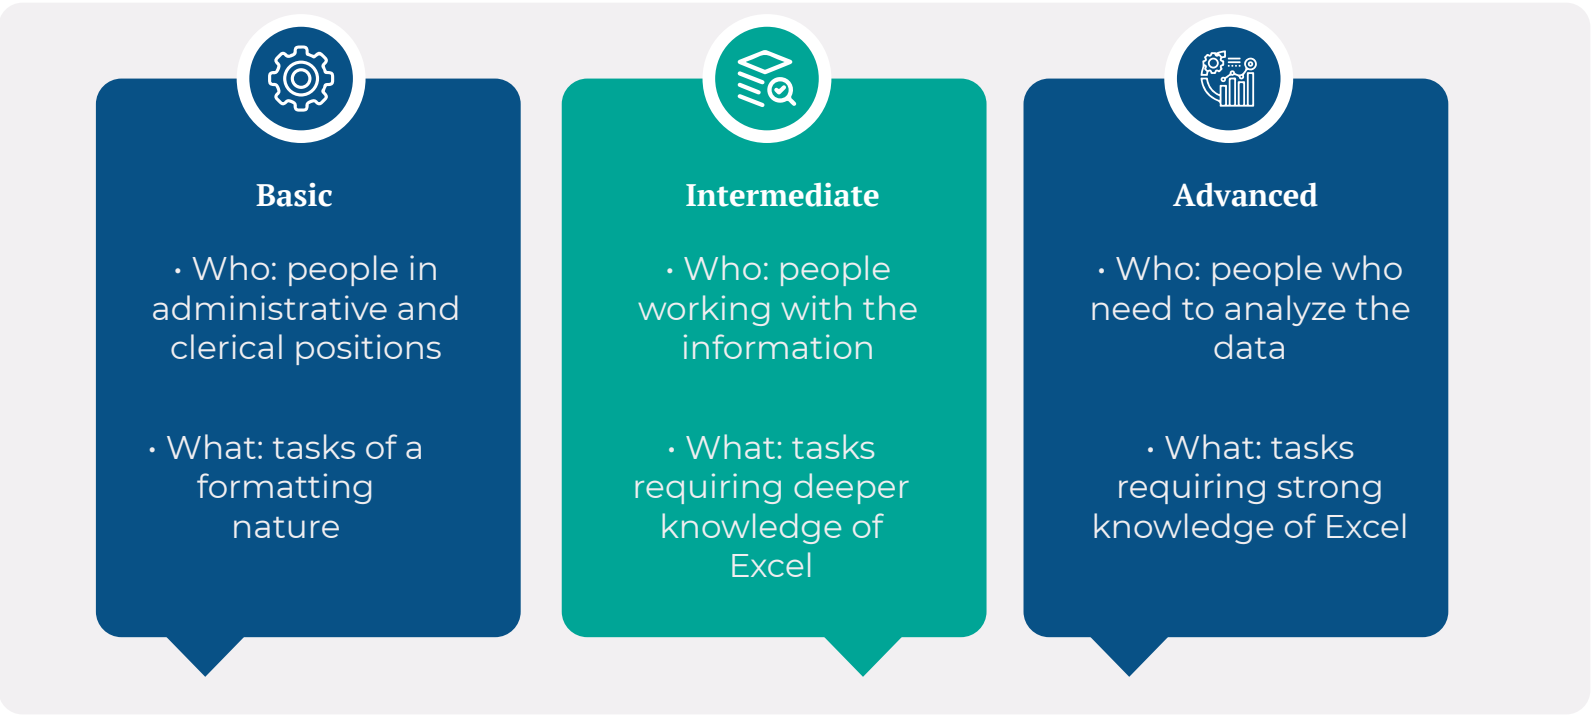 Basic
• Who: people in
administrative and
clerical positions
• What: tasks of a
formatting
nature
Intermediate
• Who: people
working with the
information
• What: tasks
requiring deeper
knowledge of
Excel
Advanced
• Who: people who
need to analyze the
data
• What: tasks
requiring strong
knowledge of Excel